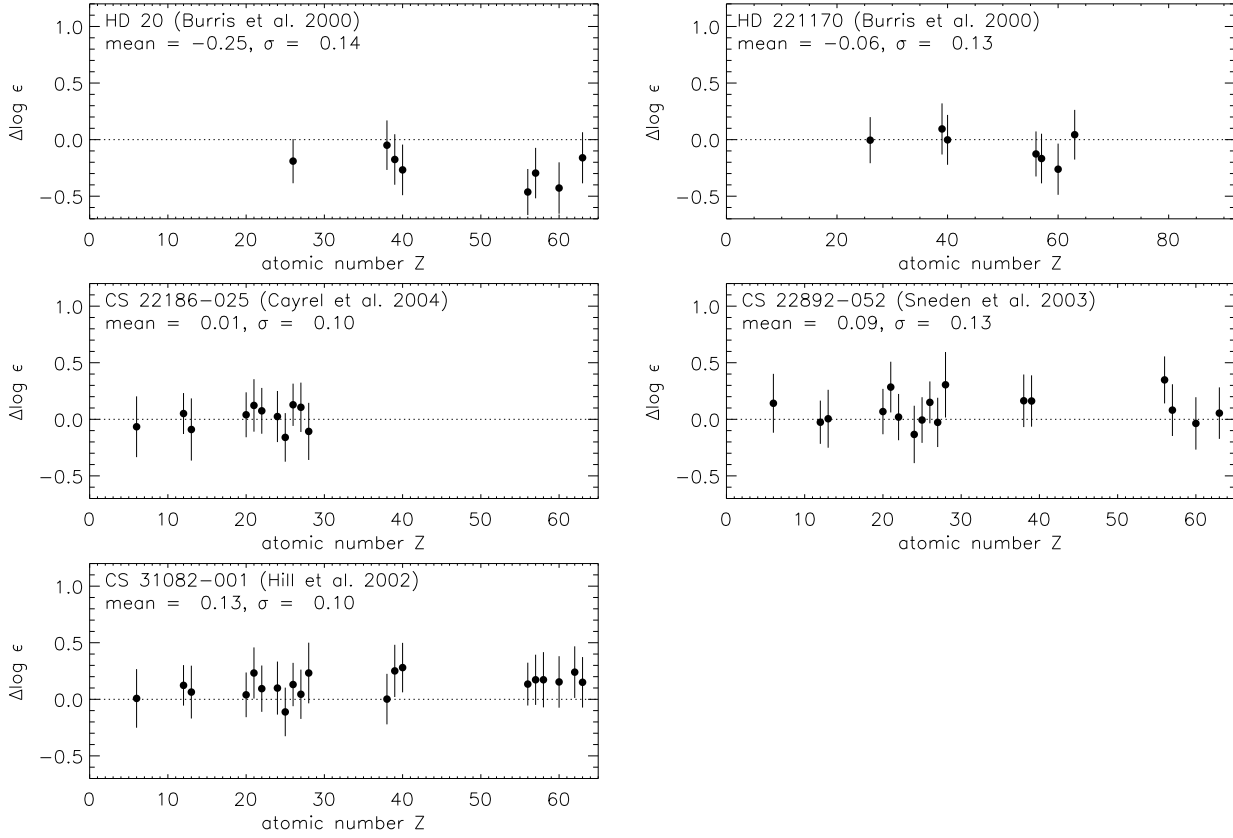 HD 20 (Burris et al. 2000)
mean = −0.25, σ = 0.14
1.0
0.5
0.0
−0.5
Δlog ϵ
0 10 20 30 40 50 60
atomic number Z
HD 221170 (Burris et al. 2000)
mean = −0.06, σ = 0.13
1.0
0.5
0.0
−0.5
Δlog ϵ
0 20 40 60 80
atomic number Z
CS 22186−025 (Cayrel et al. 2004)
mean = 0.01, σ = 0.10
1.0
0.5
0.0
−0.5
Δlog ϵ
0 10 20 30 40 50 60
atomic number Z
CS 22892−052 (Sneden et al. 2003)
mean = 0.09, σ = 0.13
1.0
0.5
0.0
−0.5
Δlog ϵ
0 10 20 30 40 50 60
atomic number Z
CS 31082−001 (Hill et al. 2002)
mean = 0.13, σ = 0.10
1.0
0.5
0.0
−0.5
Δlog ϵ
0 10 20 30 40 50 60
atomic number Z